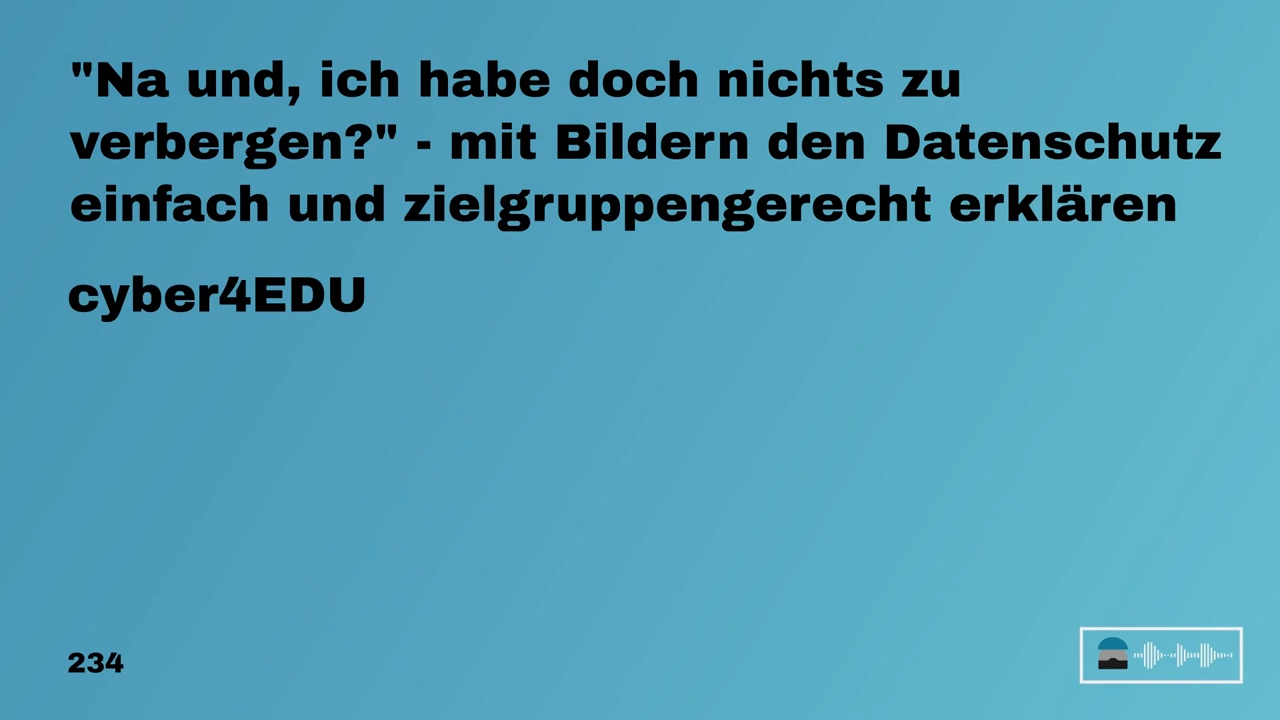 "Na und, ich habe doch nichts zu
verbergen?" - mit Bildern den Datenschutz
einfach und zielgruppengerecht erklären
cyber4EDU
234